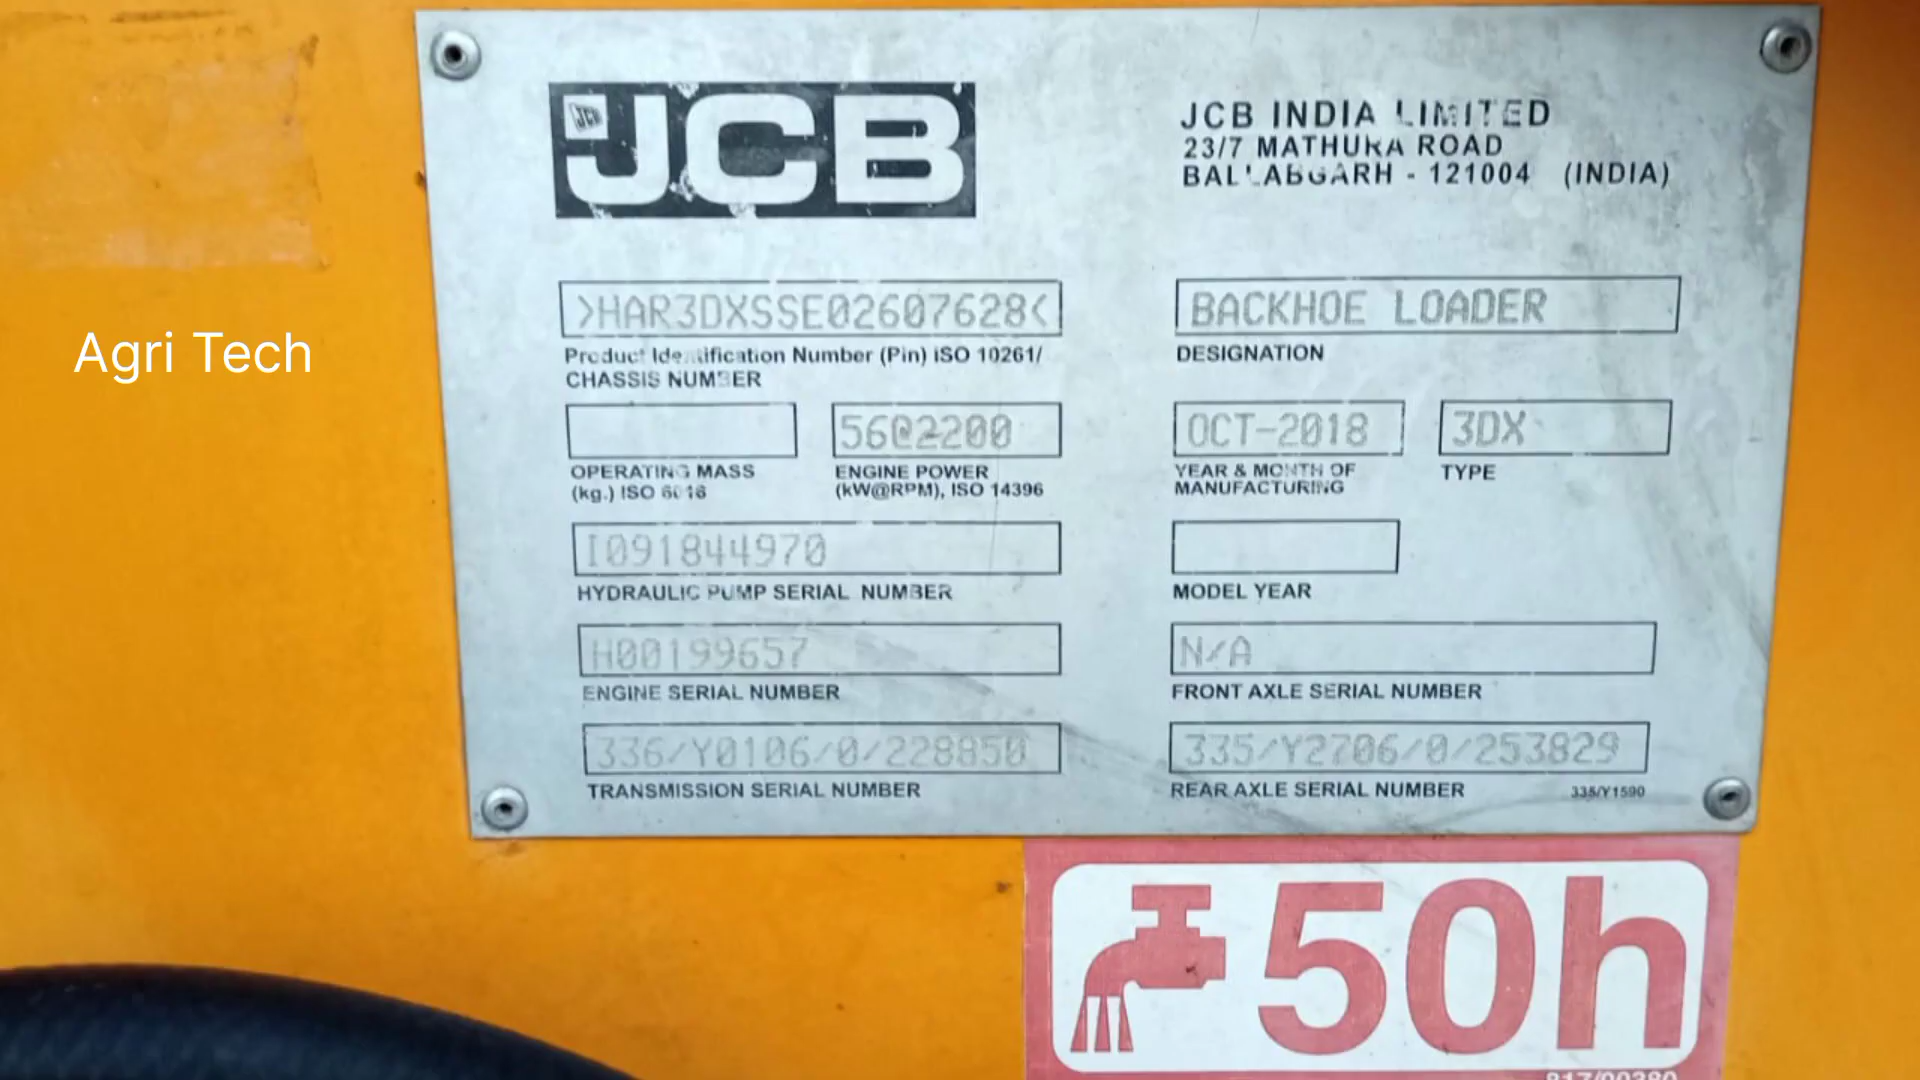 JCB
JCB
JCB INDIA LIMITED
23/7 MATHURA ROAD
BALLABGARH - 121004 (INDIA)
>HAR3DXSSE02607628<
Product Identification Number (Pin) ISO 10261/
CHASSIS NUMBER
BACKHOE LOADER
DESIGNATION
Agri Tech
56@2200
ENGINE POWER
(kW@RPM), ISO 14396
OPERATING MASS
(kg.) ISO 6016
OCT-2018
YEAR & MONTH OF
MANUFACTURING
3DX
TYPE
I091844970
HYDRAULIC PUMP SERIAL NUMBER
MODEL YEAR
H00199657
ENGINE SERIAL NUMBER
N/A
FRONT AXLE SERIAL NUMBER
336/Y0106/0/228850
TRANSMISSION SERIAL NUMBER
335/Y2706/0/253829
REAR AXLE SERIAL NUMBER
335/Y1590
50h